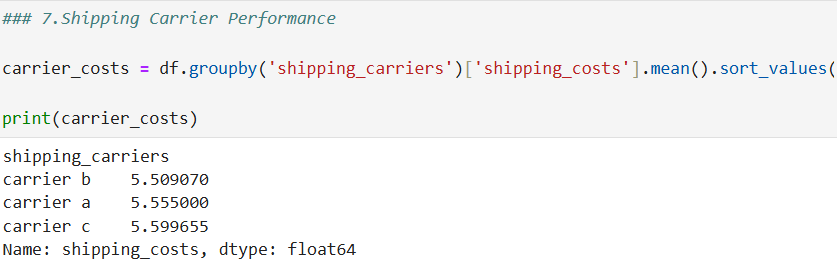 ### 7.Shipping Carrier Performance
carrier_costs = df.groupby('shipping_carriers')['shipping_costs'].mean().sort_values(
print(carrier_costs)
shipping_carriers
carrier b    5.509070
carrier a    5.555000
carrier c    5.599655
Name: shipping_costs, dtype: float64